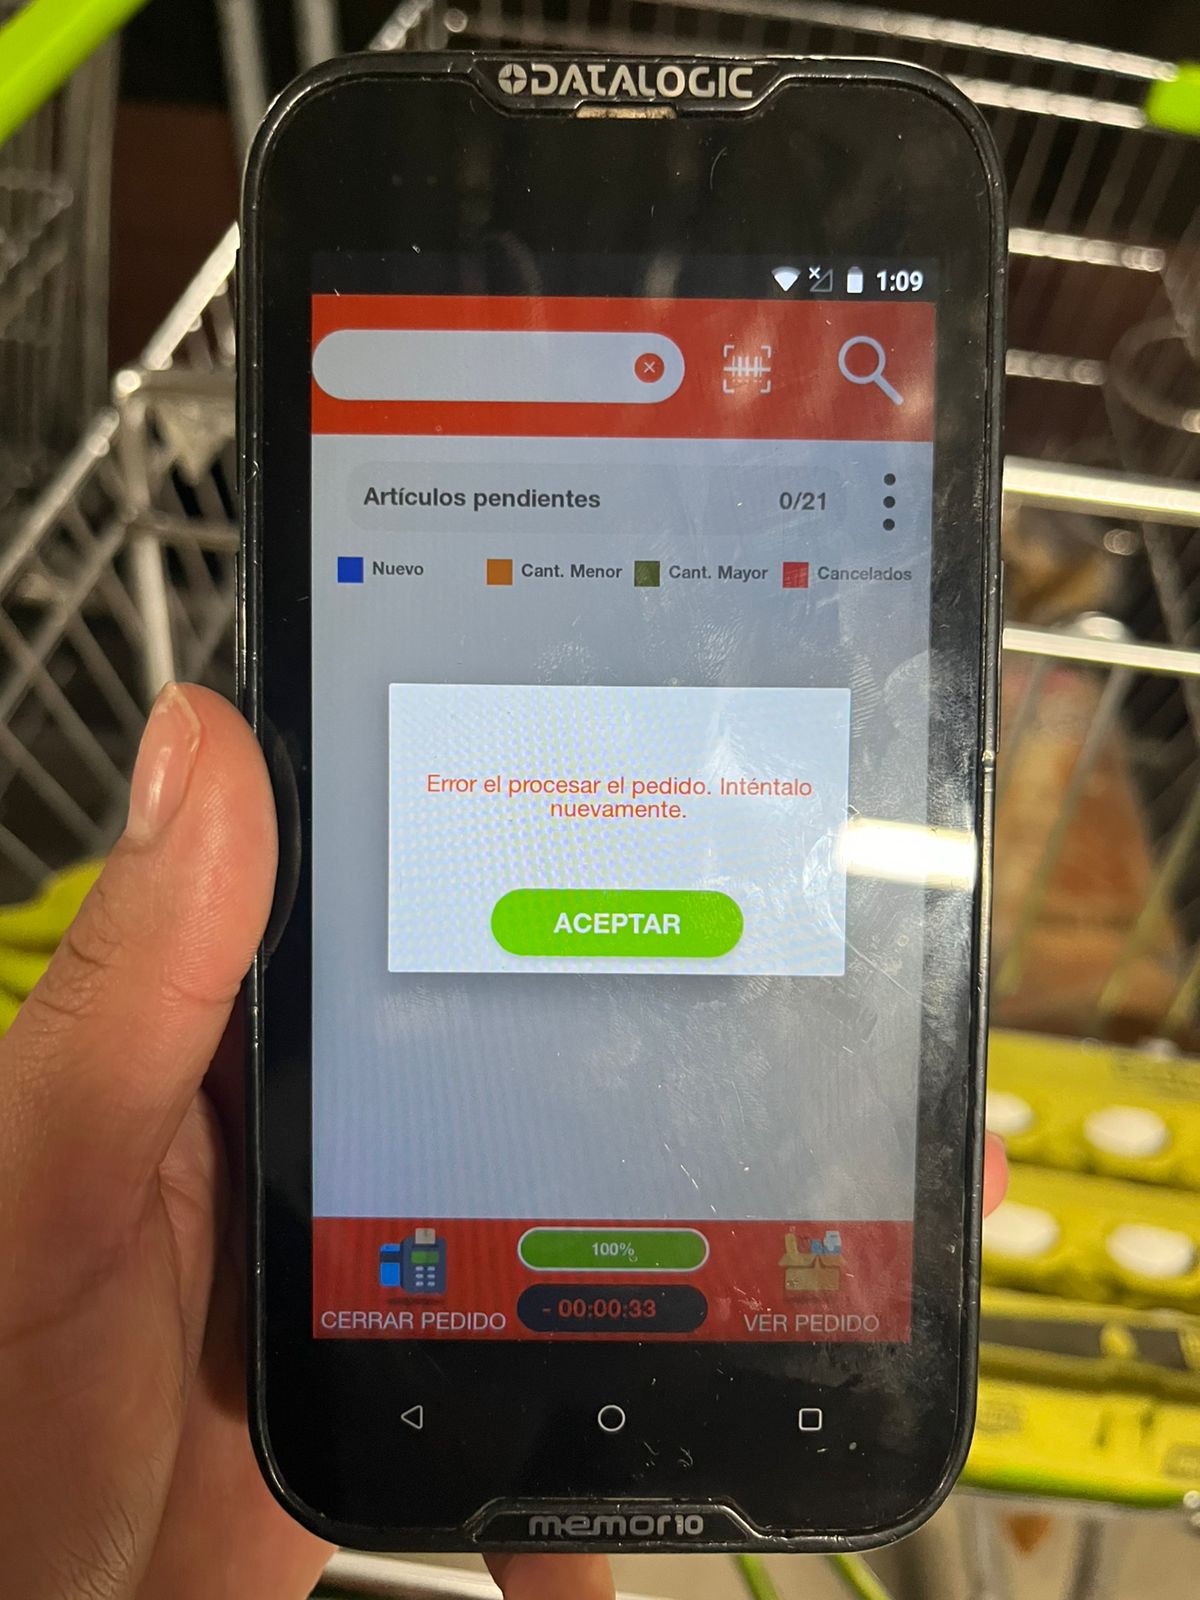 DATALOGIC
1:09
Artículos pendientes 0/21
Nuevo Cant. Menor Cant. Mayor Cancelados
Error el procesar el pedido. Inténtalo
nuevamente.
ACEPTAR
100%
- 00:00:33
CERRAR PEDIDO VER PEDIDO
memor10